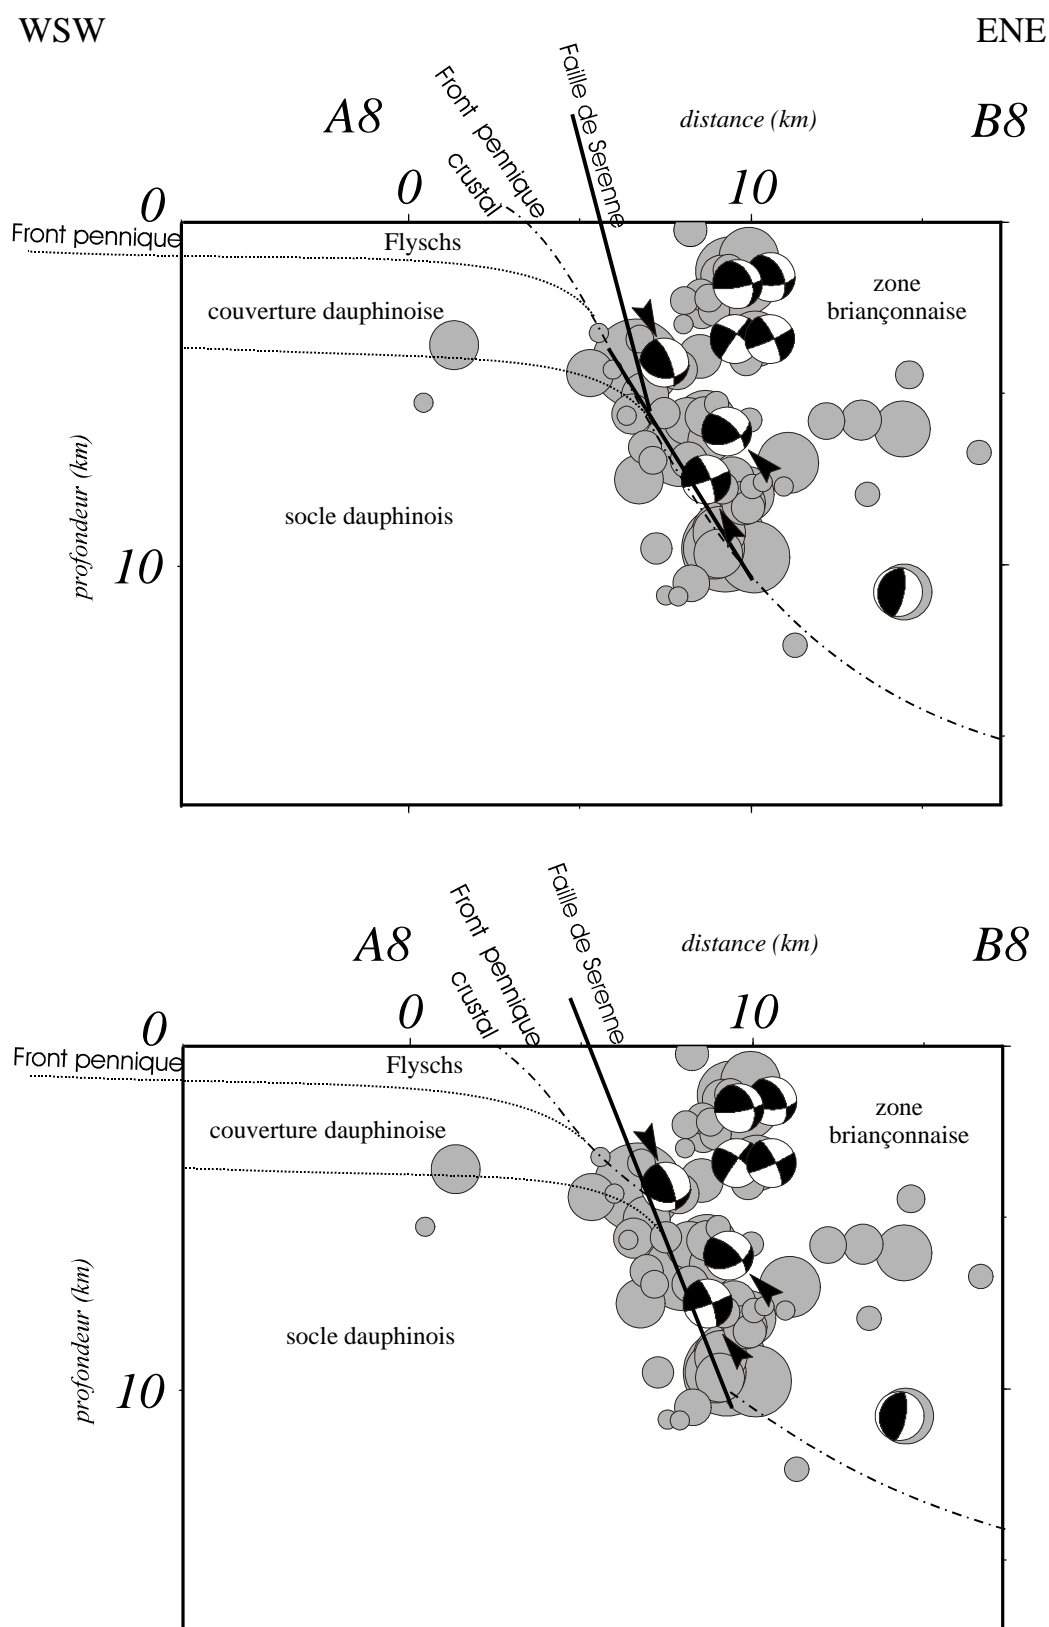 WSW
ENE
Faille de Serenne
Front pennique
crustal
A8
distance (km)
B8
0
10
0
Front pennique
Flyschs
zone
briançonnaise
couverture dauphinoise
profondeur (km)
socle dauphinois
10
Faille de Serenne
Front pennique
crustal
A8
distance (km)
B8
0
10
0
Front pennique
Flyschs
zone
briançonnaise
couverture dauphinoise
profondeur (km)
socle dauphinois
10